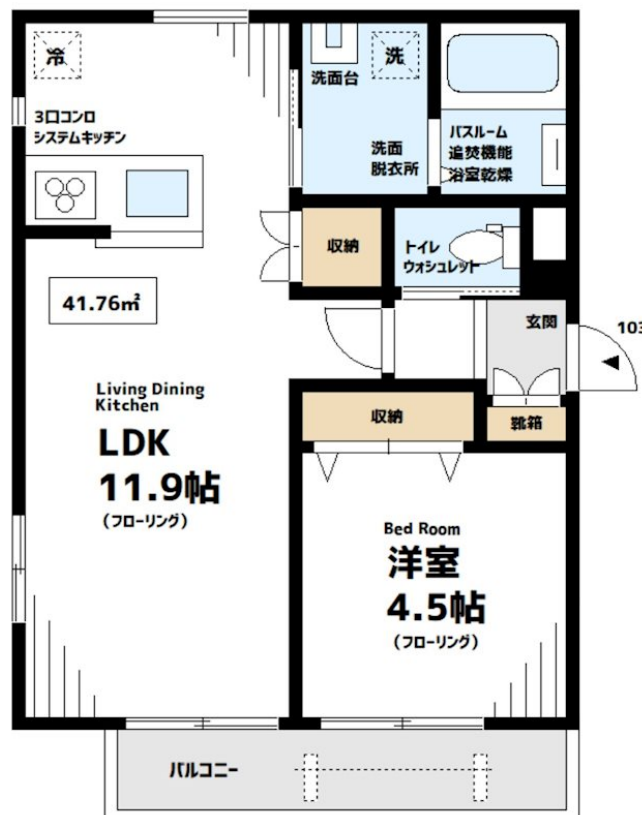 冷
洗
洗面台
3口コンロ
システムキッチン
洗面
脱衣所
バスルーム
追焚機能
浴室乾燥
収納
トイレ
ウォシュレット
41.76㎡
玄関
103
Living Dining
Kitchen
LDK
11.9帖
(フローリング)
収納
靴箱
Bed Room
洋室
4.5帖
(フローリング)
バルコニー